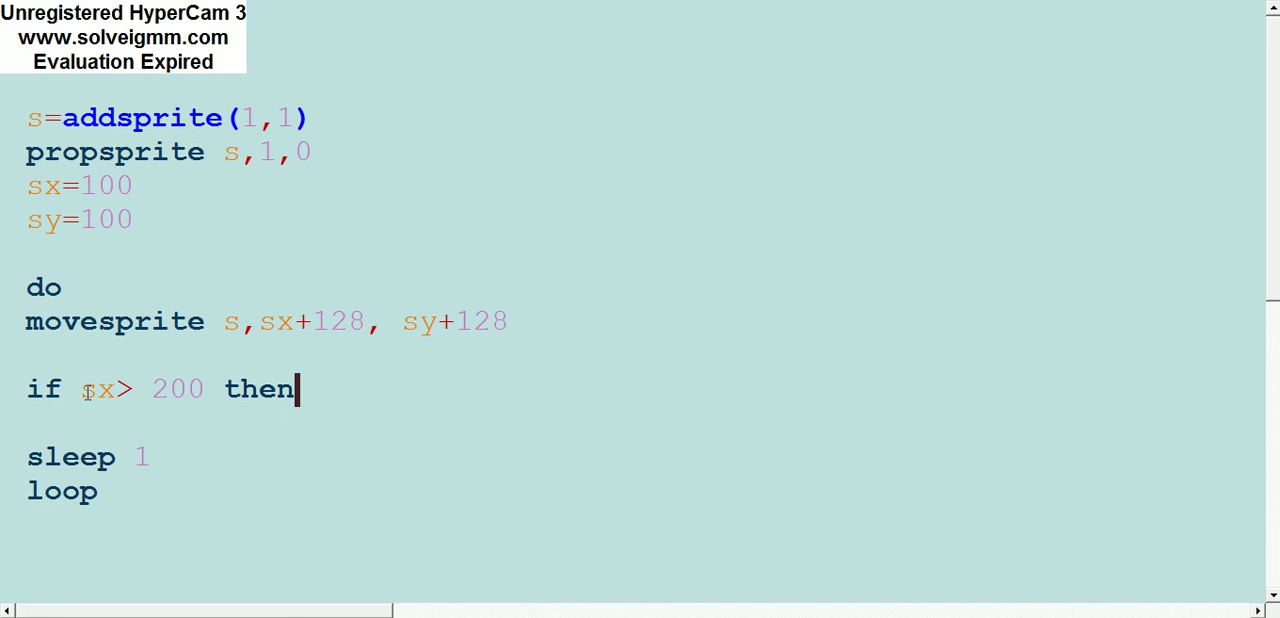 Unregistered HyperCam 3
www.solveigmm.com
Evaluation Expired
s=addsprite(1,1)
propsprite s,1,0
sx=100
sy=100
do
movesprite s,sx+128, sy+128
if sx> 200 then
sleep 1
loop